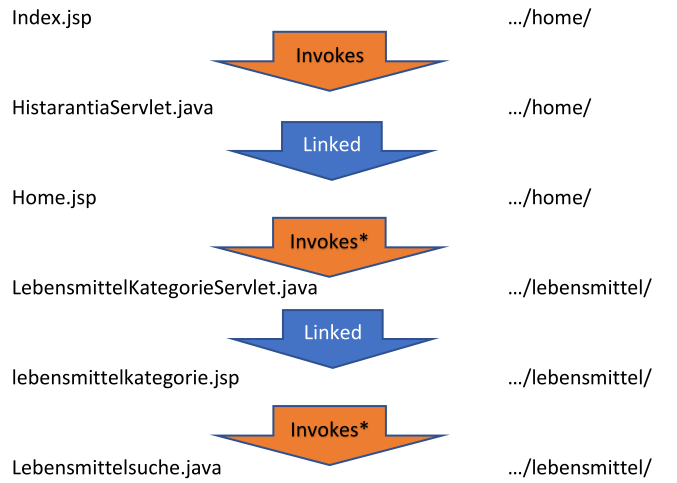 Index.jsp …/home/
Invokes
HistarantiaServlet.java …/home/
Linked
Home.jsp …/home/
Invokes*
LebensmittelKategorieServlet.java …/lebensmittel/
Linked
lebensmittelkategorie.jsp …/lebensmittel/
Invokes*
Lebensmittelsuche.java …/lebensmittel/